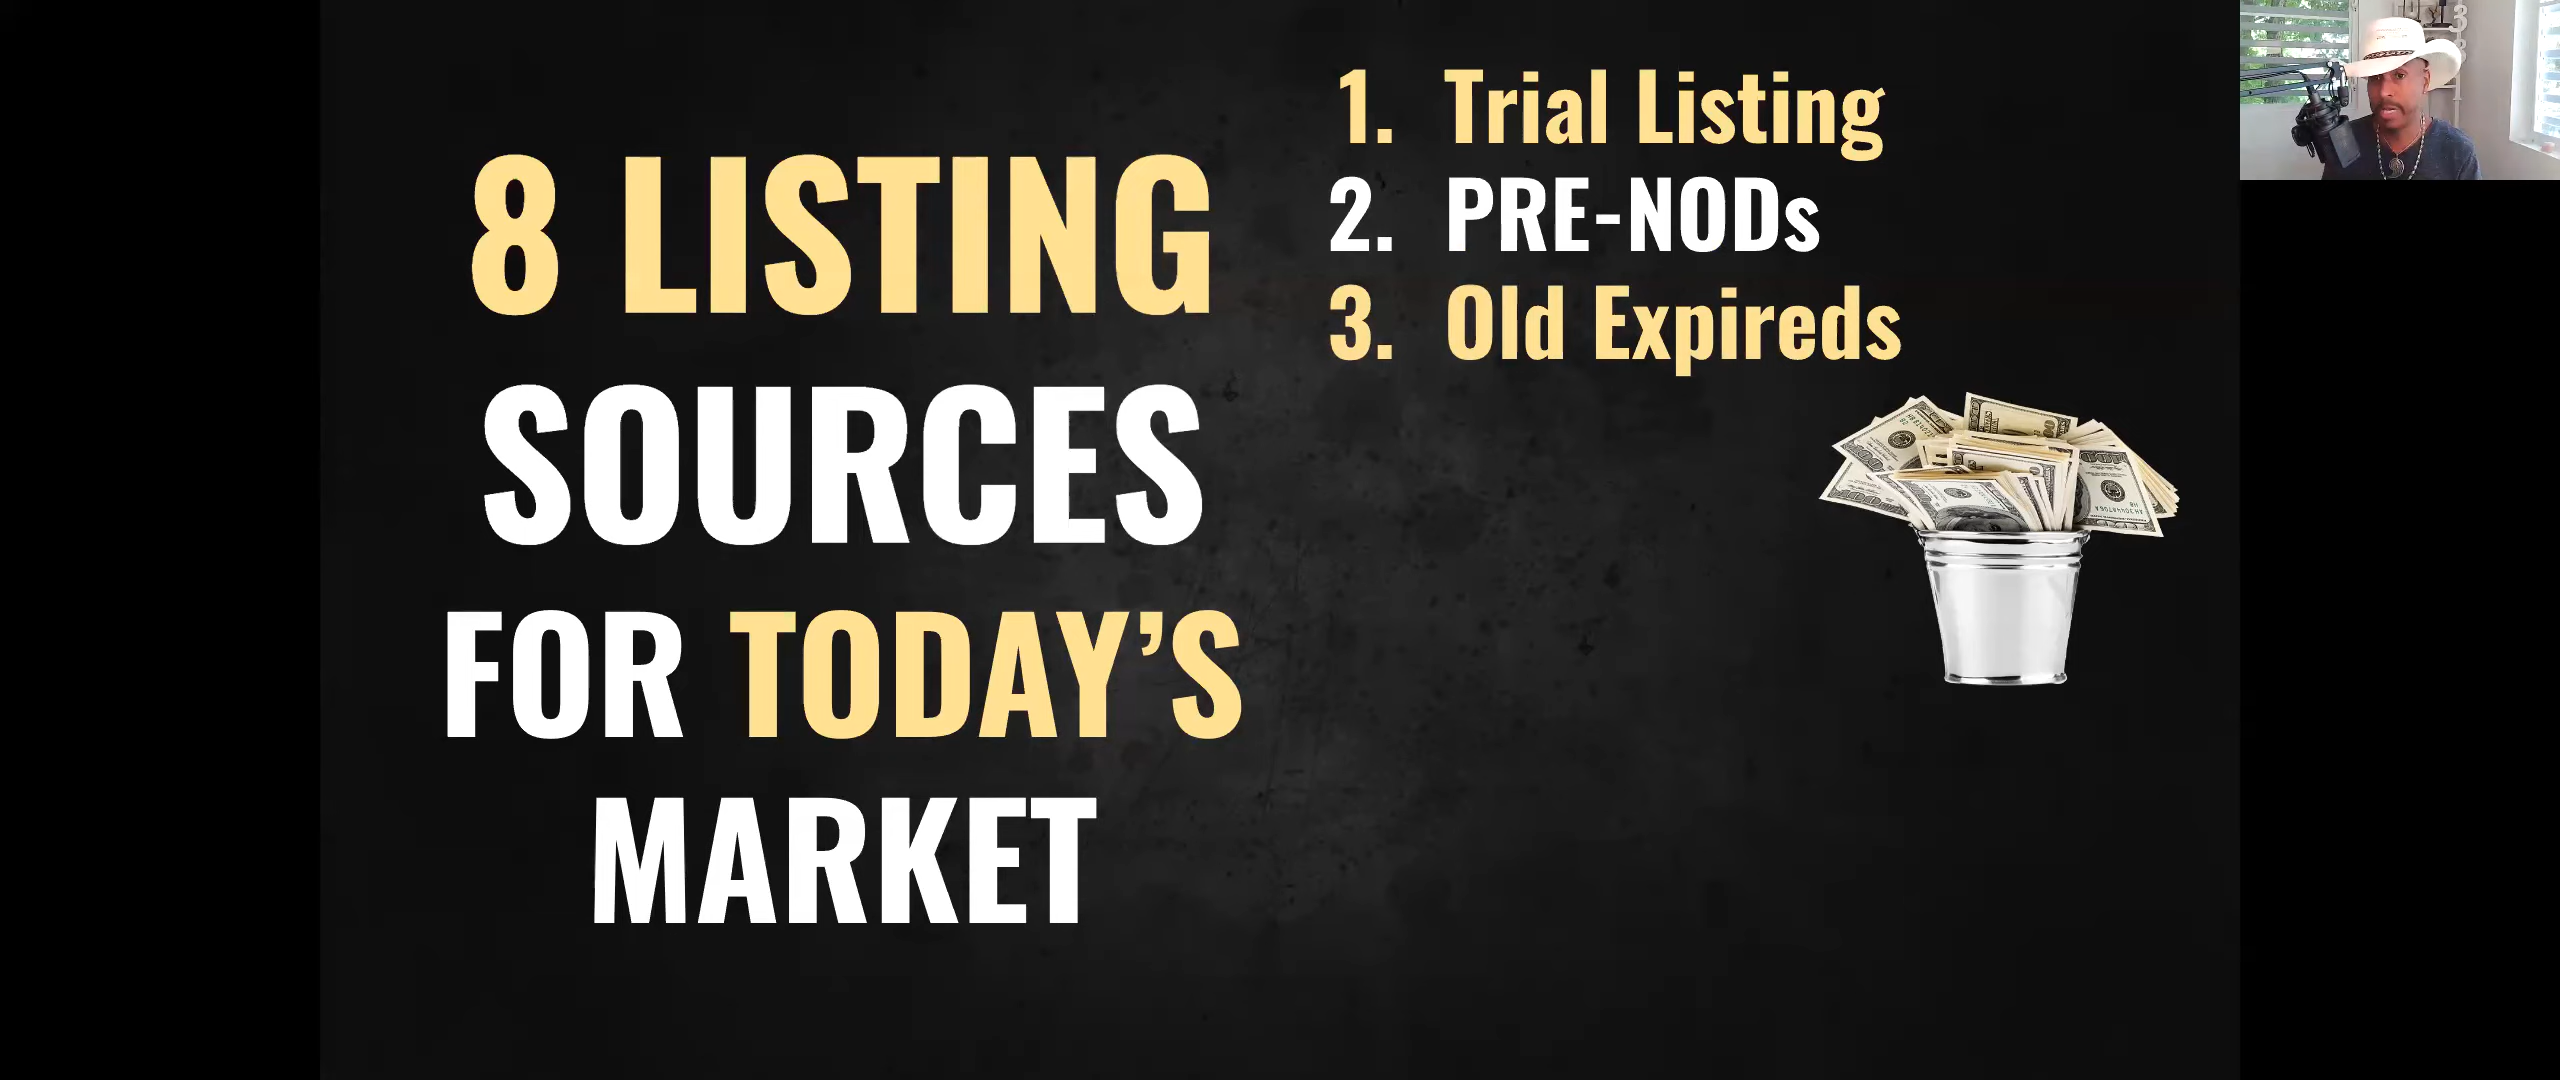 8 LISTING
SOURCES
FOR TODAY’S
MARKET
1. Trial Listing
2. PRE-NODs
3. Old Expireds